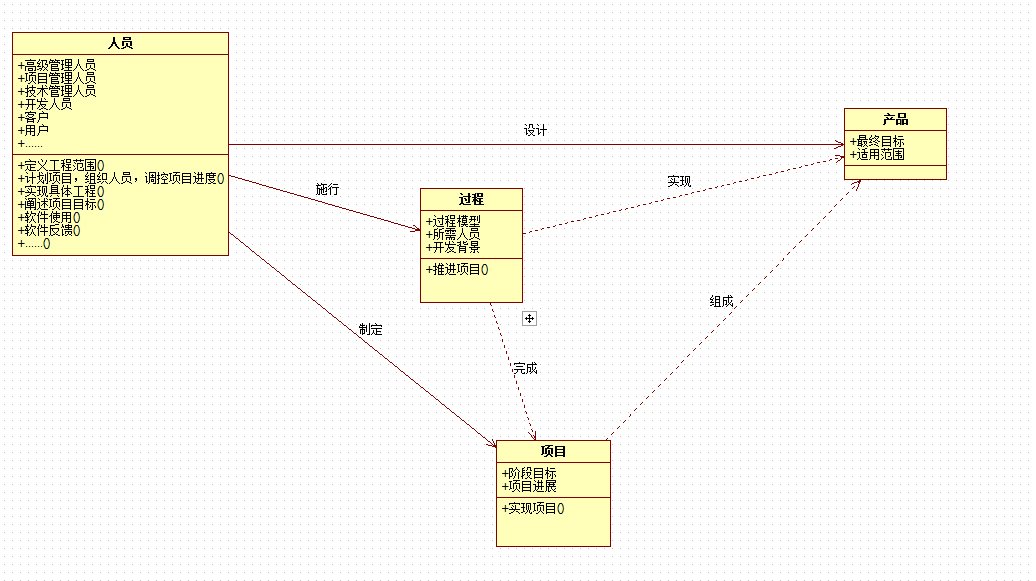 人员
+高级管理人员
+项目管理人员
+技术管理人员
+开发人员
+客户
+用户
+......
+定义工程范围()
+计划项目，组织人员，调控项目进度()
+实现具体工程()
+阐述项目目标()
+软件使用()
+软件反馈()
+......()
设计
产品
+最终目标
+适用范围
施行
实现
过程
+过程模型
+所需人员
+开发背景
+推进项目()
制定
组成
完成
项目
+阶段目标
+项目进展
+实现项目()